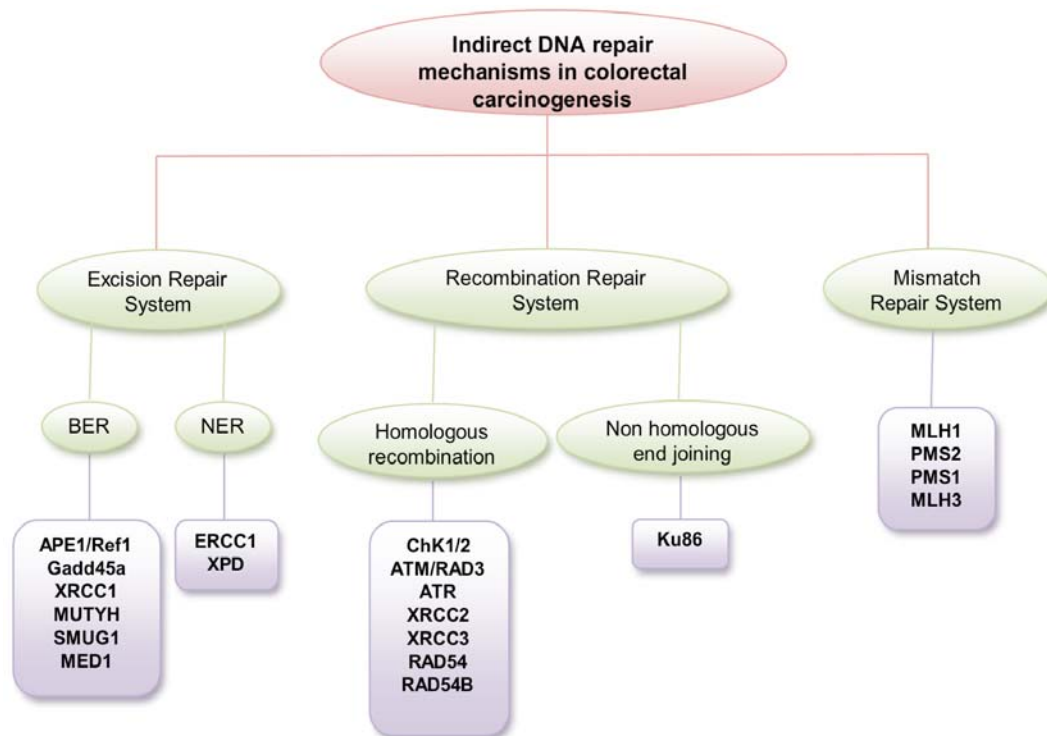 Indirect DNA repair
mechanisms in colorectal
carcinogenesis
Excision Repair
System
Recombination Repair
System
Mismatch
Repair System
BER
NER
Homologous
recombination
Non homologous
end joining
MLH1
PMS2
PMS1
MLH3
APE1/Ref1
Gadd45a
XRCC1
MUTYH
SMUG1
MED1
ERCC1
XPD
ChK1/2
ATM/RAD3
ATR
XRCC2
XRCC3
RAD54
RAD54B
Ku86